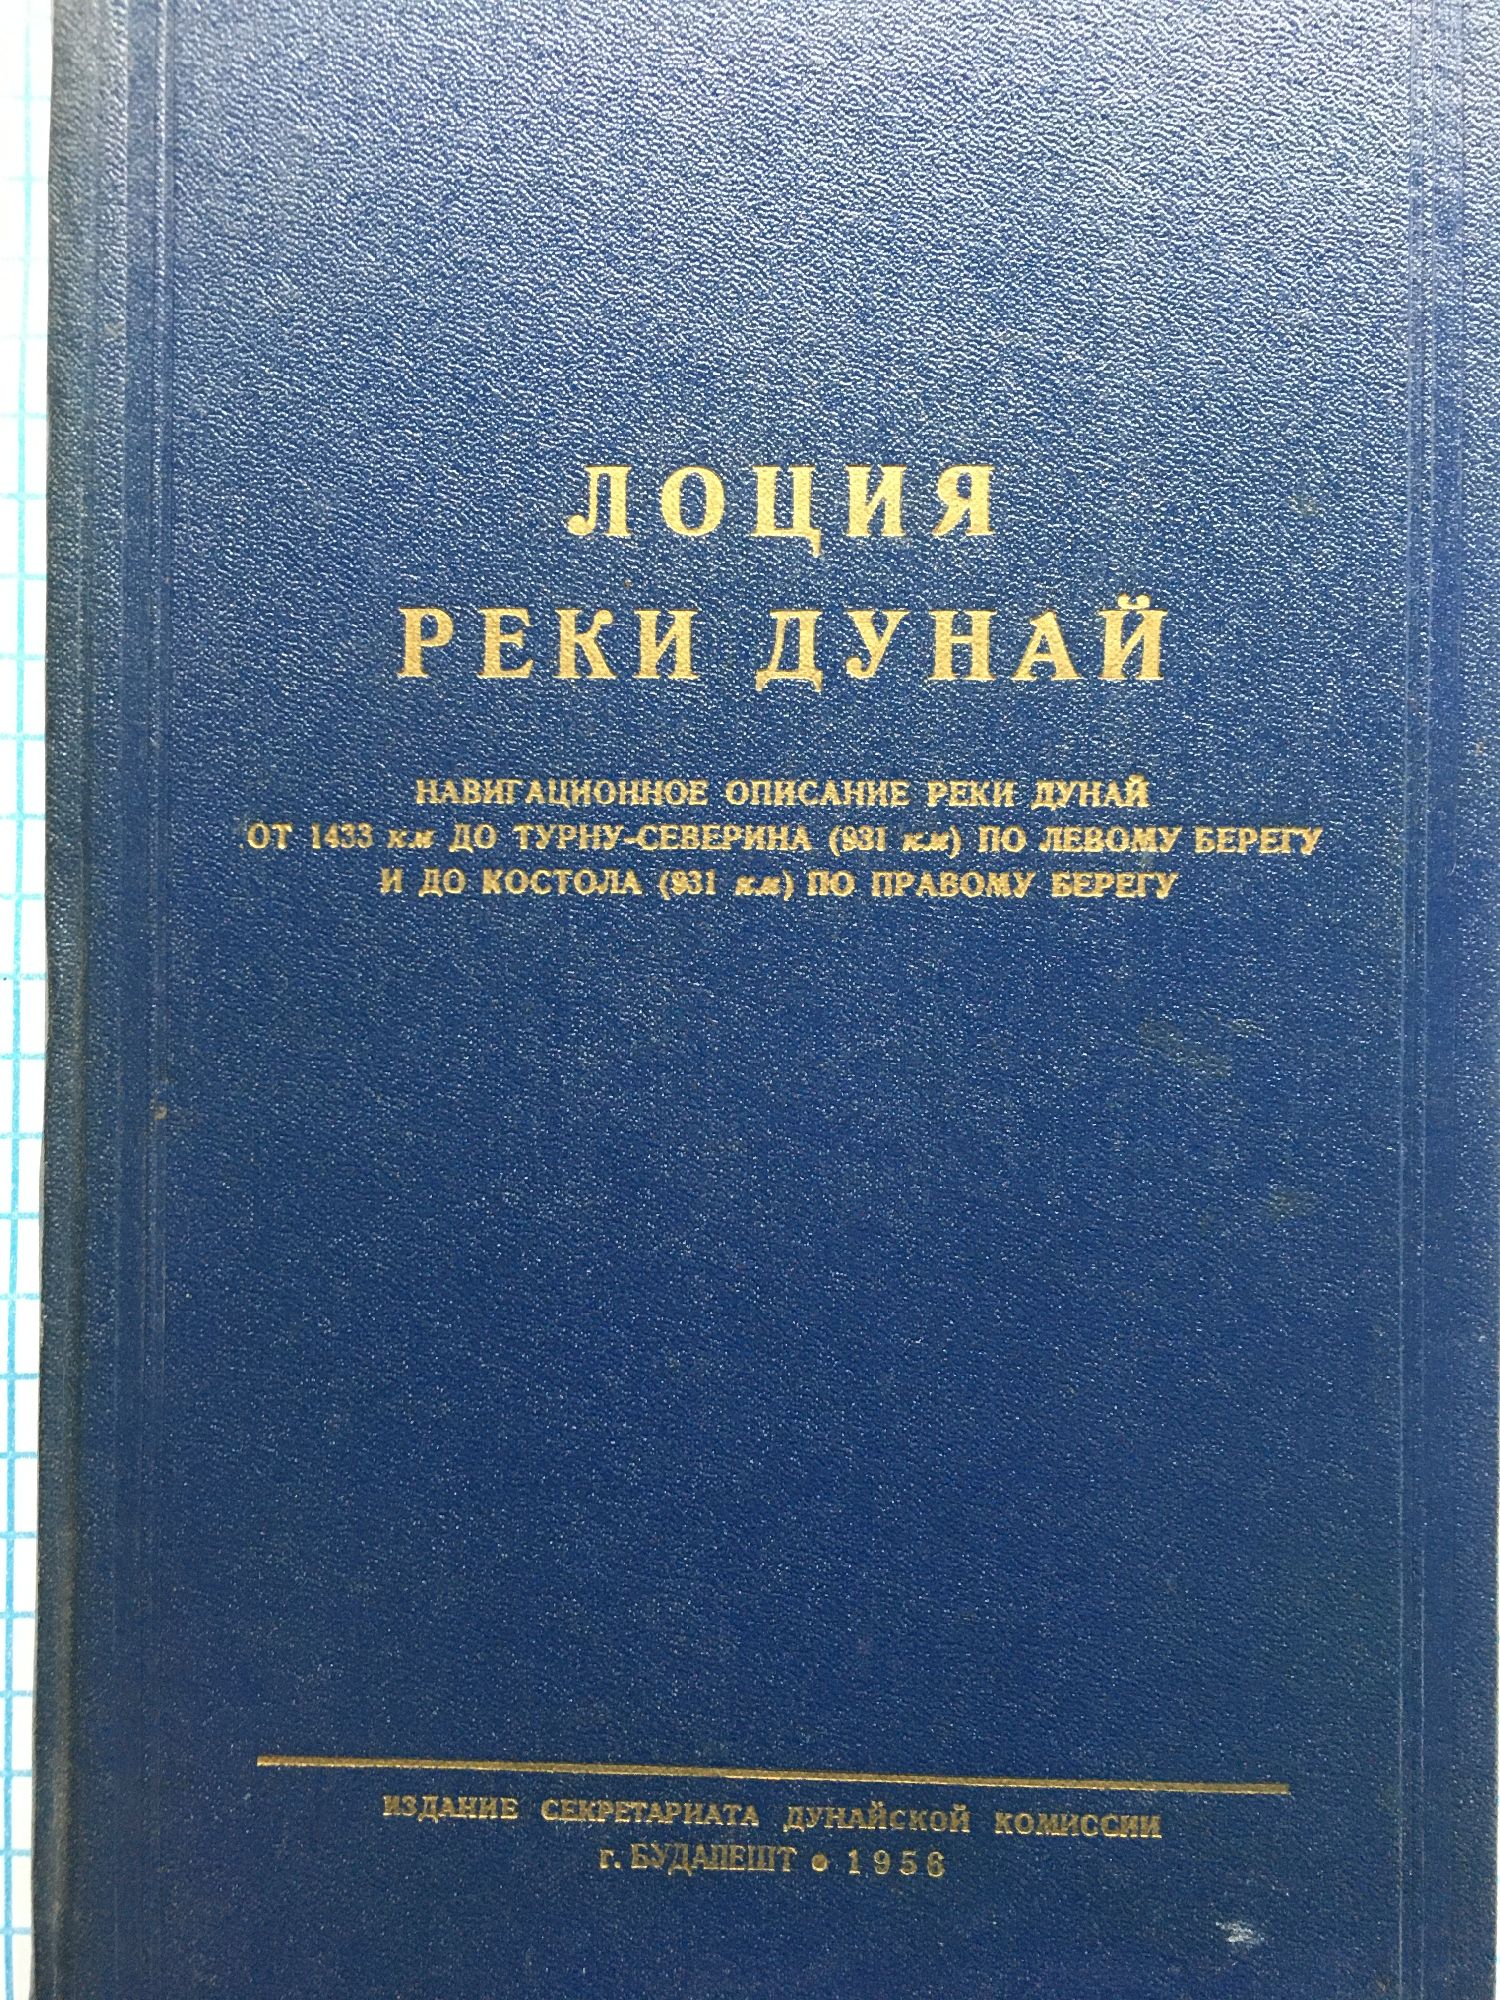 ЛОЦИЯ
РЕКИ ДУНАЙ
НАВИГАЦИОННОЕ ОПИСАНИЕ РЕКИ ДУНАЙ
ОТ 1433 км ДО ТУРНУ-СЕВЕРИНА (931 км) ПО ЛЕВОМУ БЕРЕГУ
И ДО КОСТОЛА (931 км) ПО ПРАВОМУ БЕРЕГУ
ИЗДАНИЕ СЕКРЕТАРИАТА ДУНАЙСКОЙ КОМИССИИ
г. БУДАПЕШТ • 1956